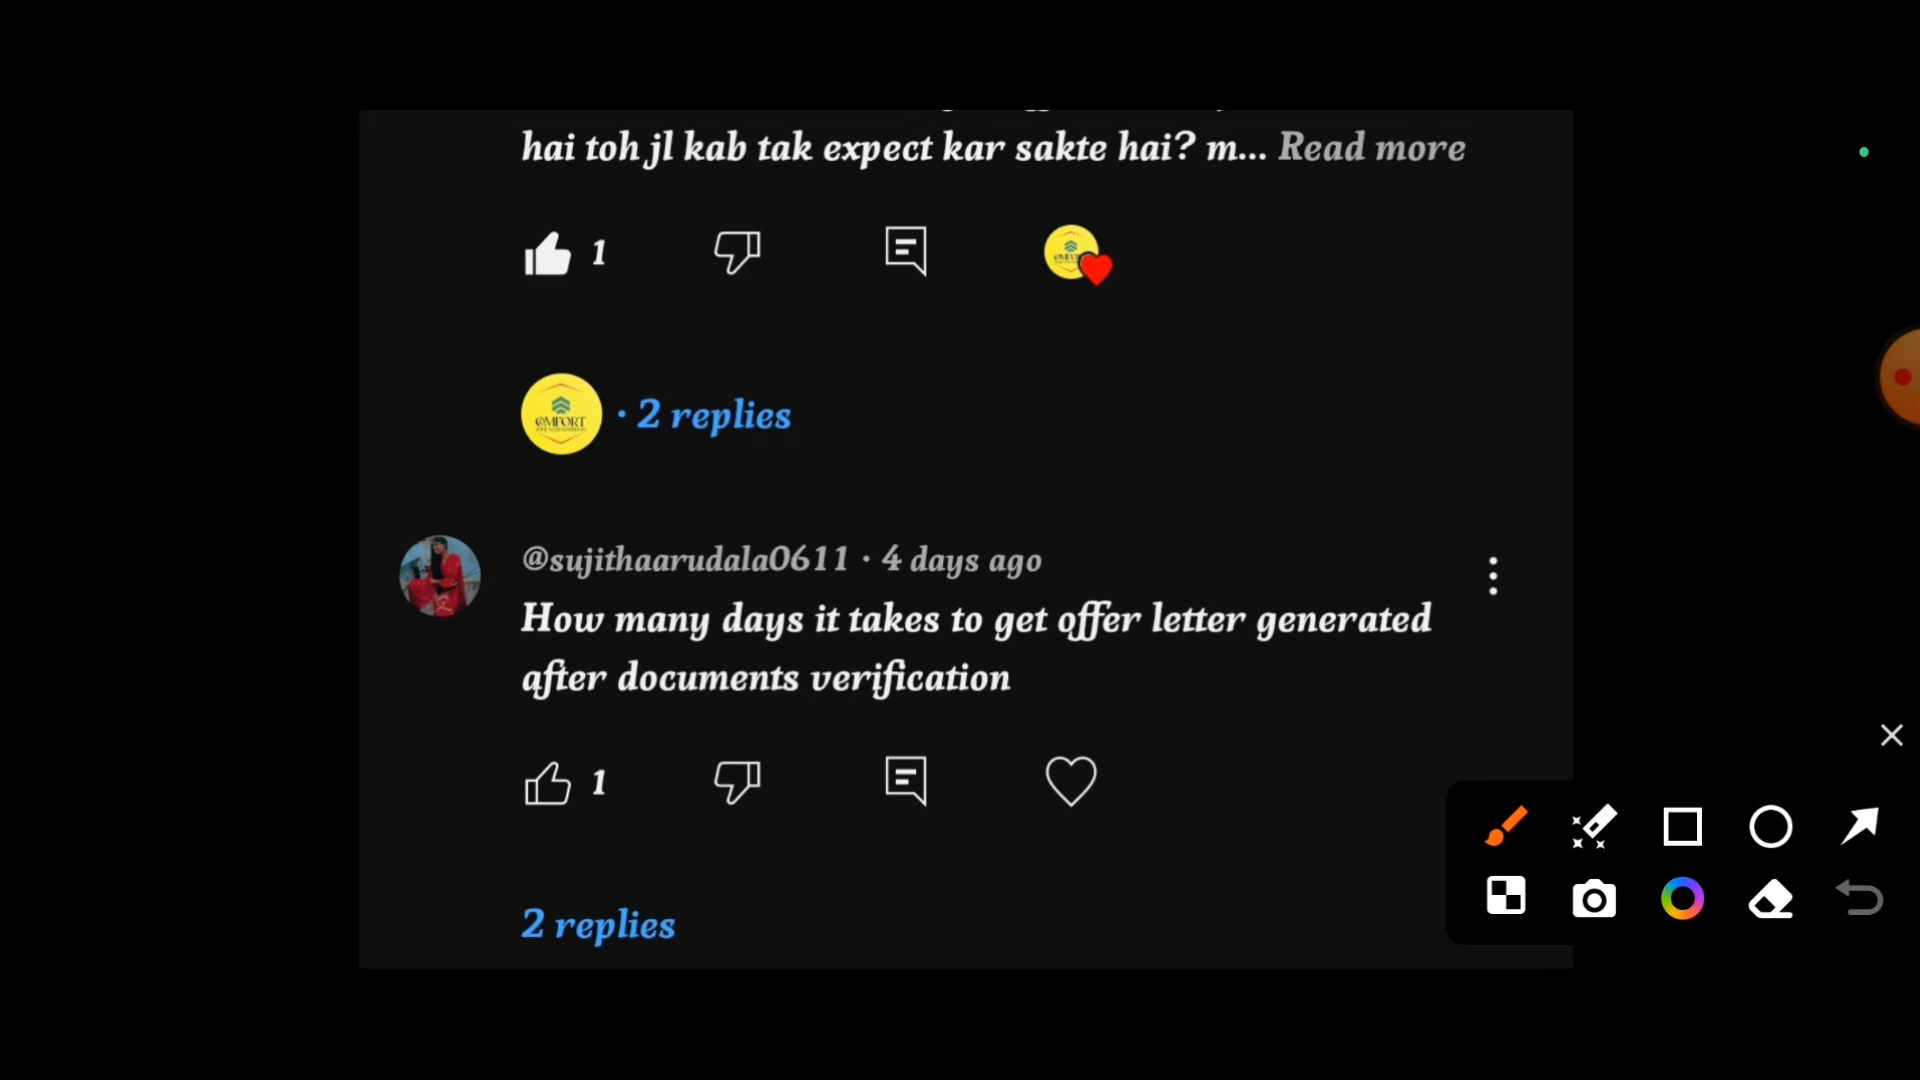 hai toh jl kab tak expect kar sakte hai? m... Read more
1
· 2 replies
@sujithaarudala0611 · 4 days ago
How many days it takes to get offer letter generated
after documents verification
1
2 replies